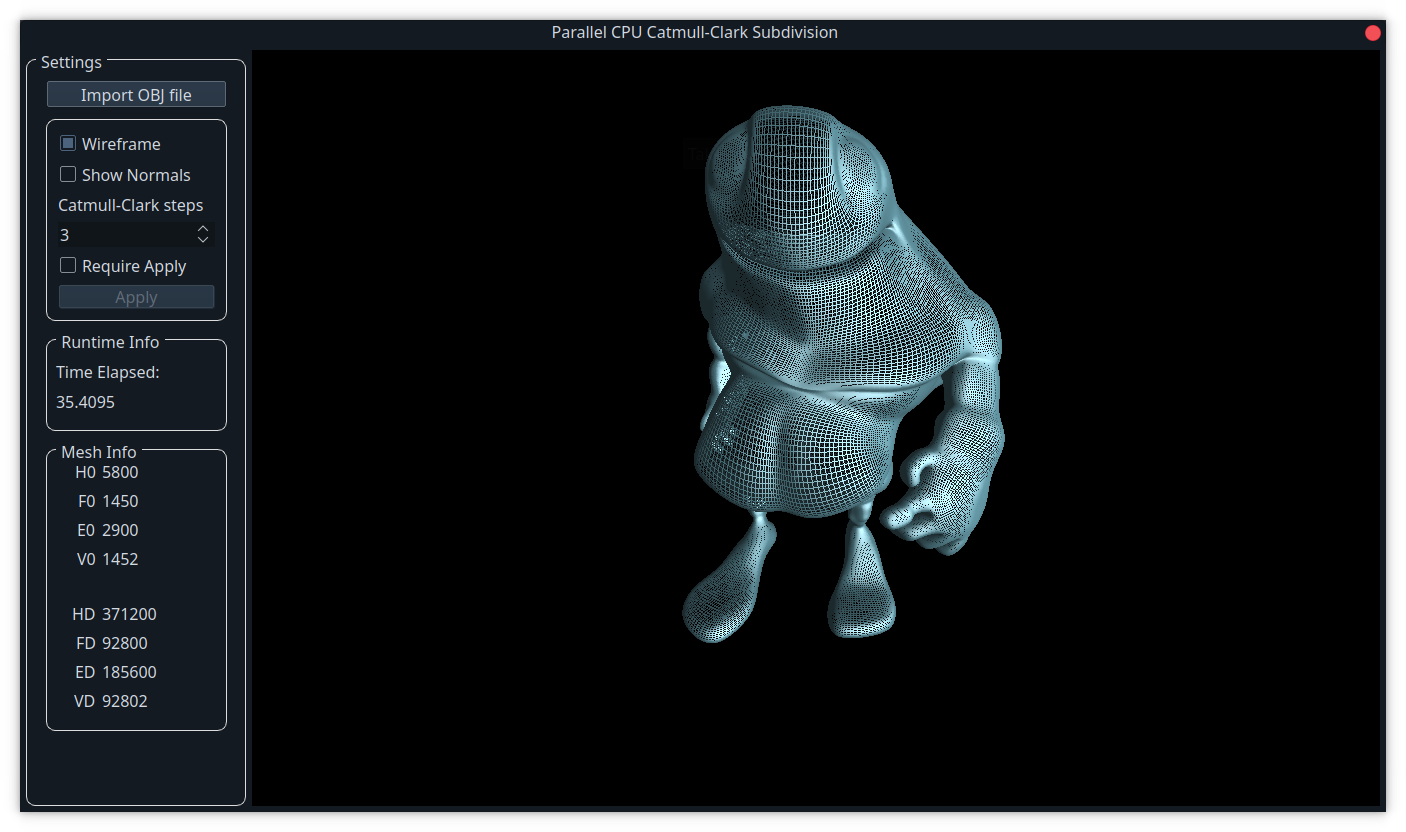 Parallel CPU Catmull-Clark Subdivision
Settings
Import OBJ file
Wireframe
Show Normals
Catmull-Clark steps
3
Require Apply
Apply
Runtime Info
Time Elapsed:
35.4095
Mesh Info
H0 5800
F0 1450
E0 2900
V0 1452
HD 371200
FD 92800
ED 185600
VD 92802